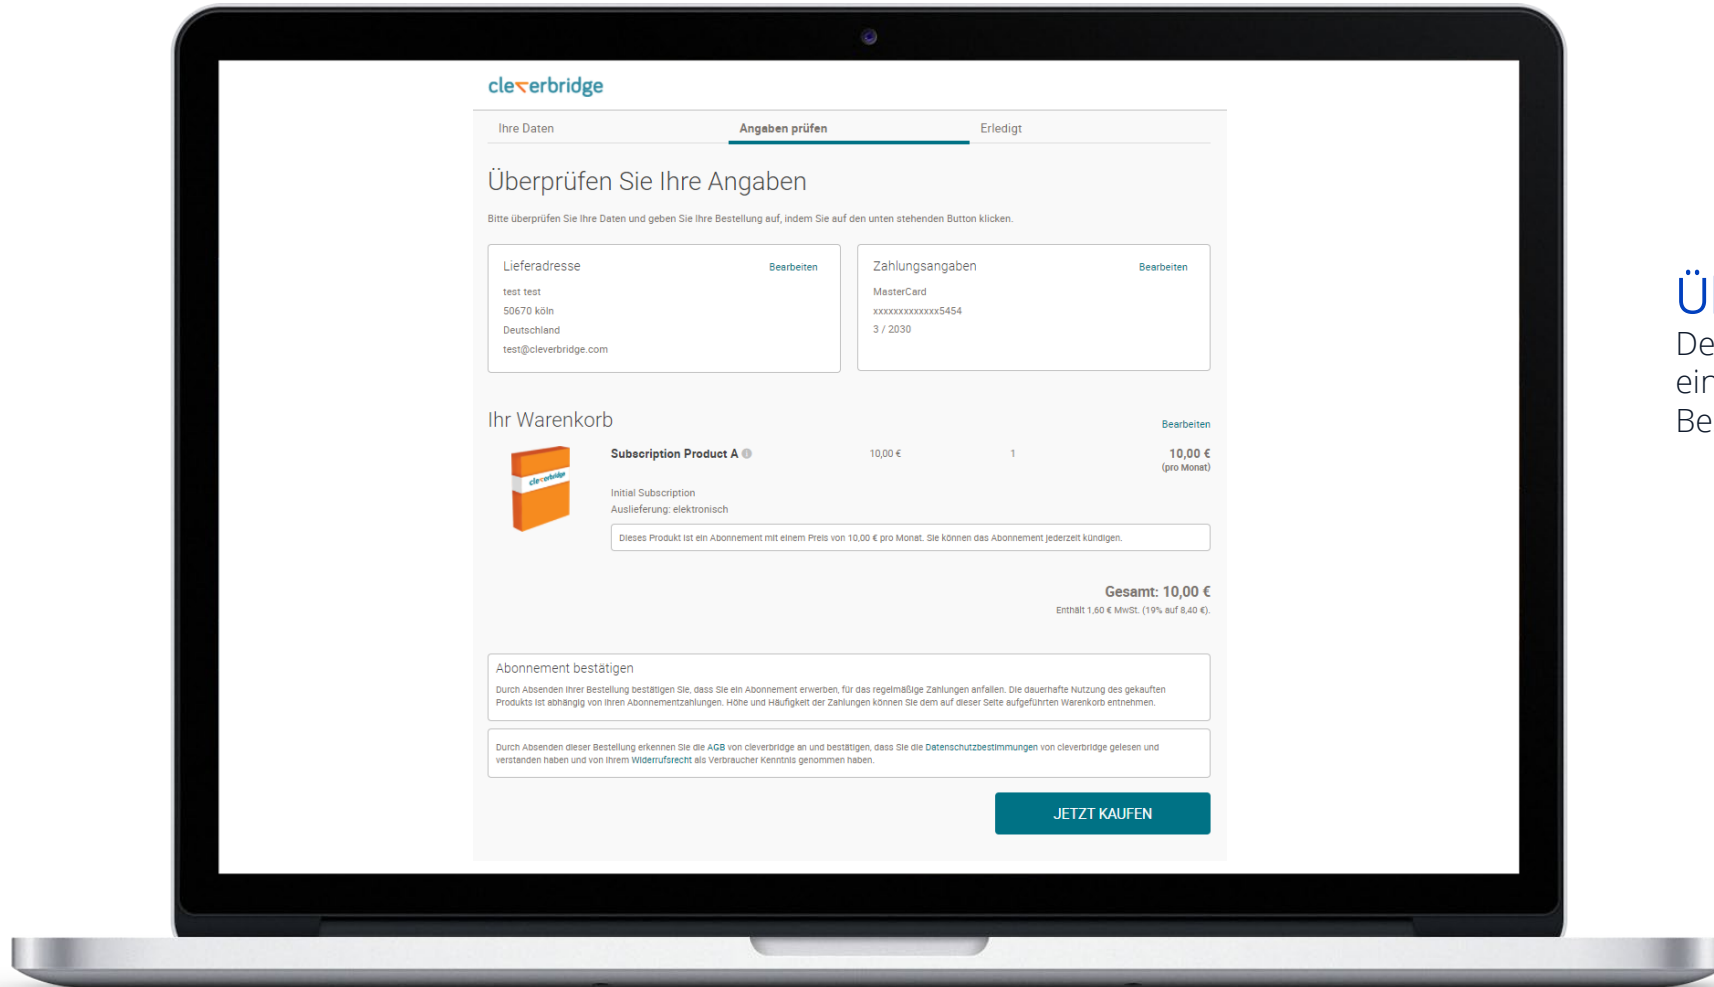 cleverbridge
Ihre Daten
Angaben prüfen
Erledigt
Überprüfen Sie Ihre Angaben
Bitte überprüfen Sie Ihre Daten und geben Sie Ihre Bestellung auf, indem Sie auf den unten stehenden Button klicken.
Lieferadresse
Bearbeiten
test test
50670 köln
Deutschland
test@cleverbridge.com
Zahlungsangaben
Bearbeiten
MasterCard
xxxxxxxxxxxx5454
3 / 2030
Ihr Warenkorb
Bearbeiten
cleverbridge
Subscription Product A
10,00 €
1
10,00 €
(pro Monat)
Initial Subscription
Auslieferung: elektronisch
Dieses Produkt ist ein Abonnement mit einem Preis von 10,00 € pro Monat. Sie können das Abonnement jederzeit kündigen.
Gesamt: 10,00 €
Enthält 1,60 € MwSt. (19% auf 8,40 €).
Abonnement bestätigen
Durch Absenden Ihrer Bestellung bestätigen Sie, dass Sie ein Abonnement erwerben, für das regelmäßige Zahlungen anfallen. Die dauerhafte Nutzung des gekauften
Produkts ist abhängig von Ihren Abonnementzahlungen. Höhe und Häufigkeit der Zahlungen können Sie dem auf dieser Seite aufgeführten Warenkorb entnehmen.
Durch Absenden dieser Bestellung erkennen Sie die AGB von cleverbridge an und bestätigen, dass Sie die Datenschutzbestimmungen von cleverbridge gelesen und
verstanden haben und von Ihrem Widerrufsrecht als Verbraucher Kenntnis genommen haben.
JETZT KAUFEN